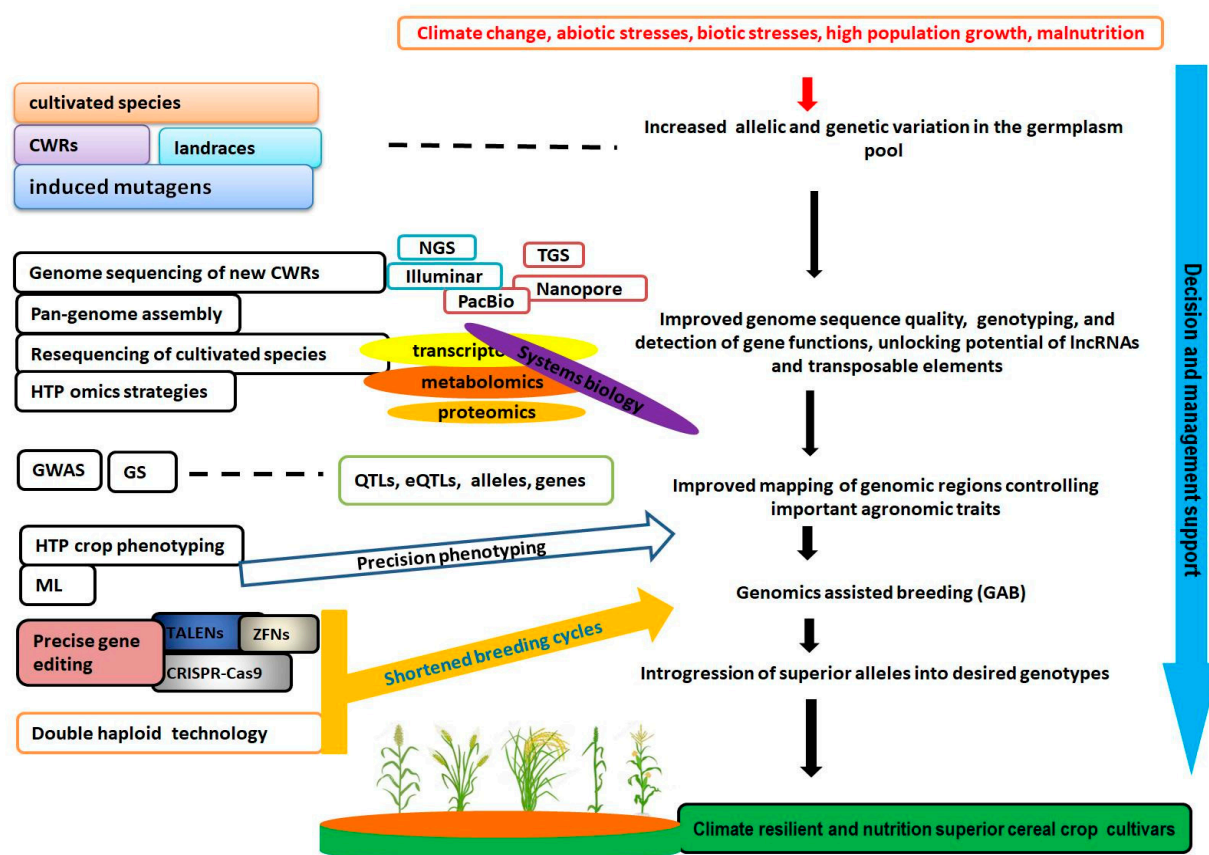 Climate change, abiotic stresses, biotic stresses, high population growth, malnutrition
cultivated species
CWRs
landraces
induced mutagens
Increased allelic and genetic variation in the germplasm
pool
NGS
TGS
Genome sequencing of new CWRs
Illuminar
Nanopore
PacBio
Pan-genome assembly
Resequencing of cultivated species
HTP omics strategies
transcripto
metabolomics
proteomics
Systems biology
Improved genome sequence quality, genotyping, and
detection of gene functions, unlocking potential of lncRNAs
and transposable elements
GWAS
GS
QTLs, eQTLs, alleles, genes
Improved mapping of genomic regions controlling
important agronomic traits
HTP crop phenotyping
ML
Precision phenotyping
Genomics assisted breeding (GAB)
Precise gene
editing
TALENs
ZFNs
CRISPR-Cas9
Shortened breeding cycles
Introgression of superior alleles into desired genotypes
Double haploid technology
Climate resilient and nutrition superior cereal crop cultivars
Decision and management support